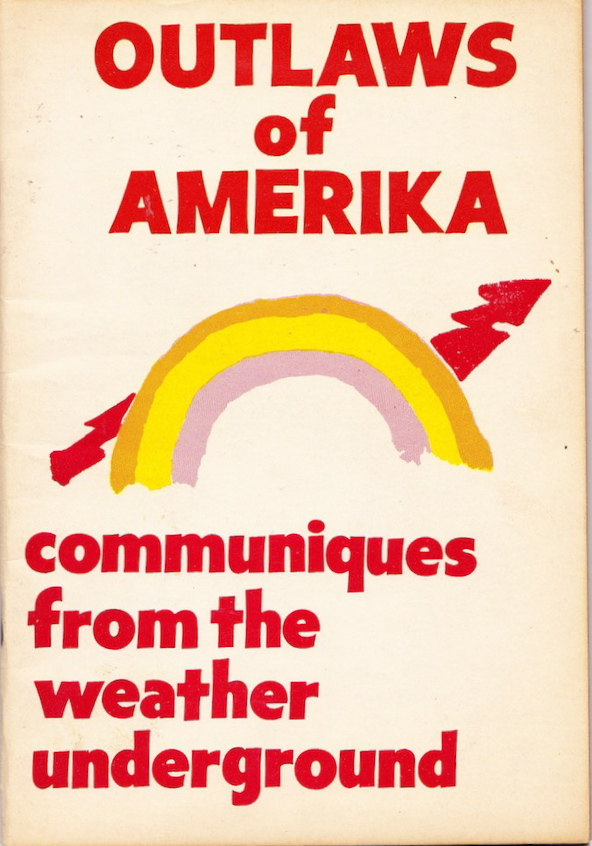 OUTLAWS
of
AMERIKA
communiques
from the
weather
underground